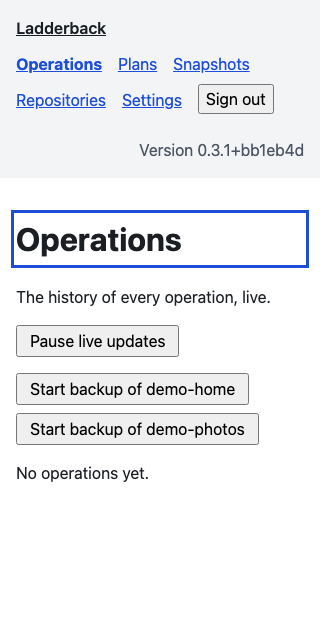 Ladderback
Operations Plans Snapshots
Repositories Settings Sign out
Version 0.3.1+bb1eb4d
Operations
The history of every operation, live.
Pause live updates
Start backup of demo-home
Start backup of demo-photos
No operations yet.